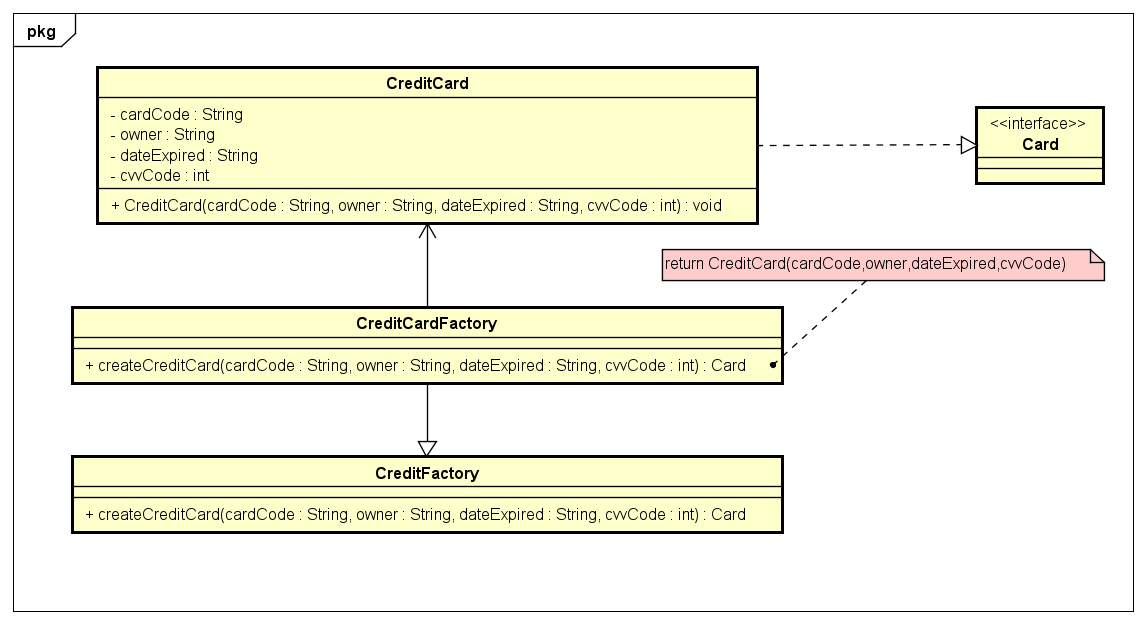 pkg
CreditCard
- cardCode : String
- owner : String
- dateExpired : String
- cvvCode : int
+ CreditCard(cardCode : String, owner : String, dateExpired : String, cvvCode : int) : void
<<interface>>
Card
return CreditCard(cardCode,owner,dateExpired,cvvCode)
CreditCardFactory
+ createCreditCard(cardCode : String, owner : String, dateExpired : String, cvvCode : int) : Card
CreditFactory
+ createCreditCard(cardCode : String, owner : String, dateExpired : String, cvvCode : int) : Card